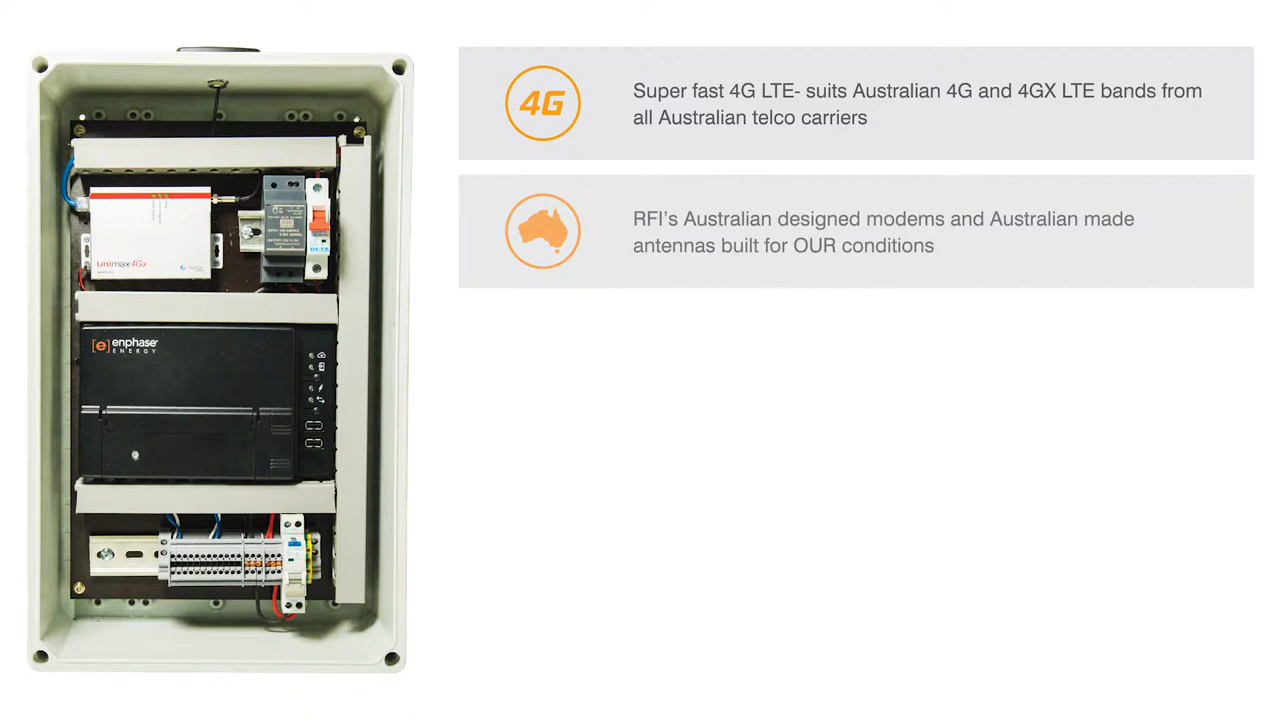 4G
Super fast 4G LTE- suits Australian 4G and 4GX LTE bands from
all Australian telco carriers
RFI's Australian designed modems and Australian made
antennas built for OUR conditions
unimax4Gx
DETA
[e] enphase
ENERGY